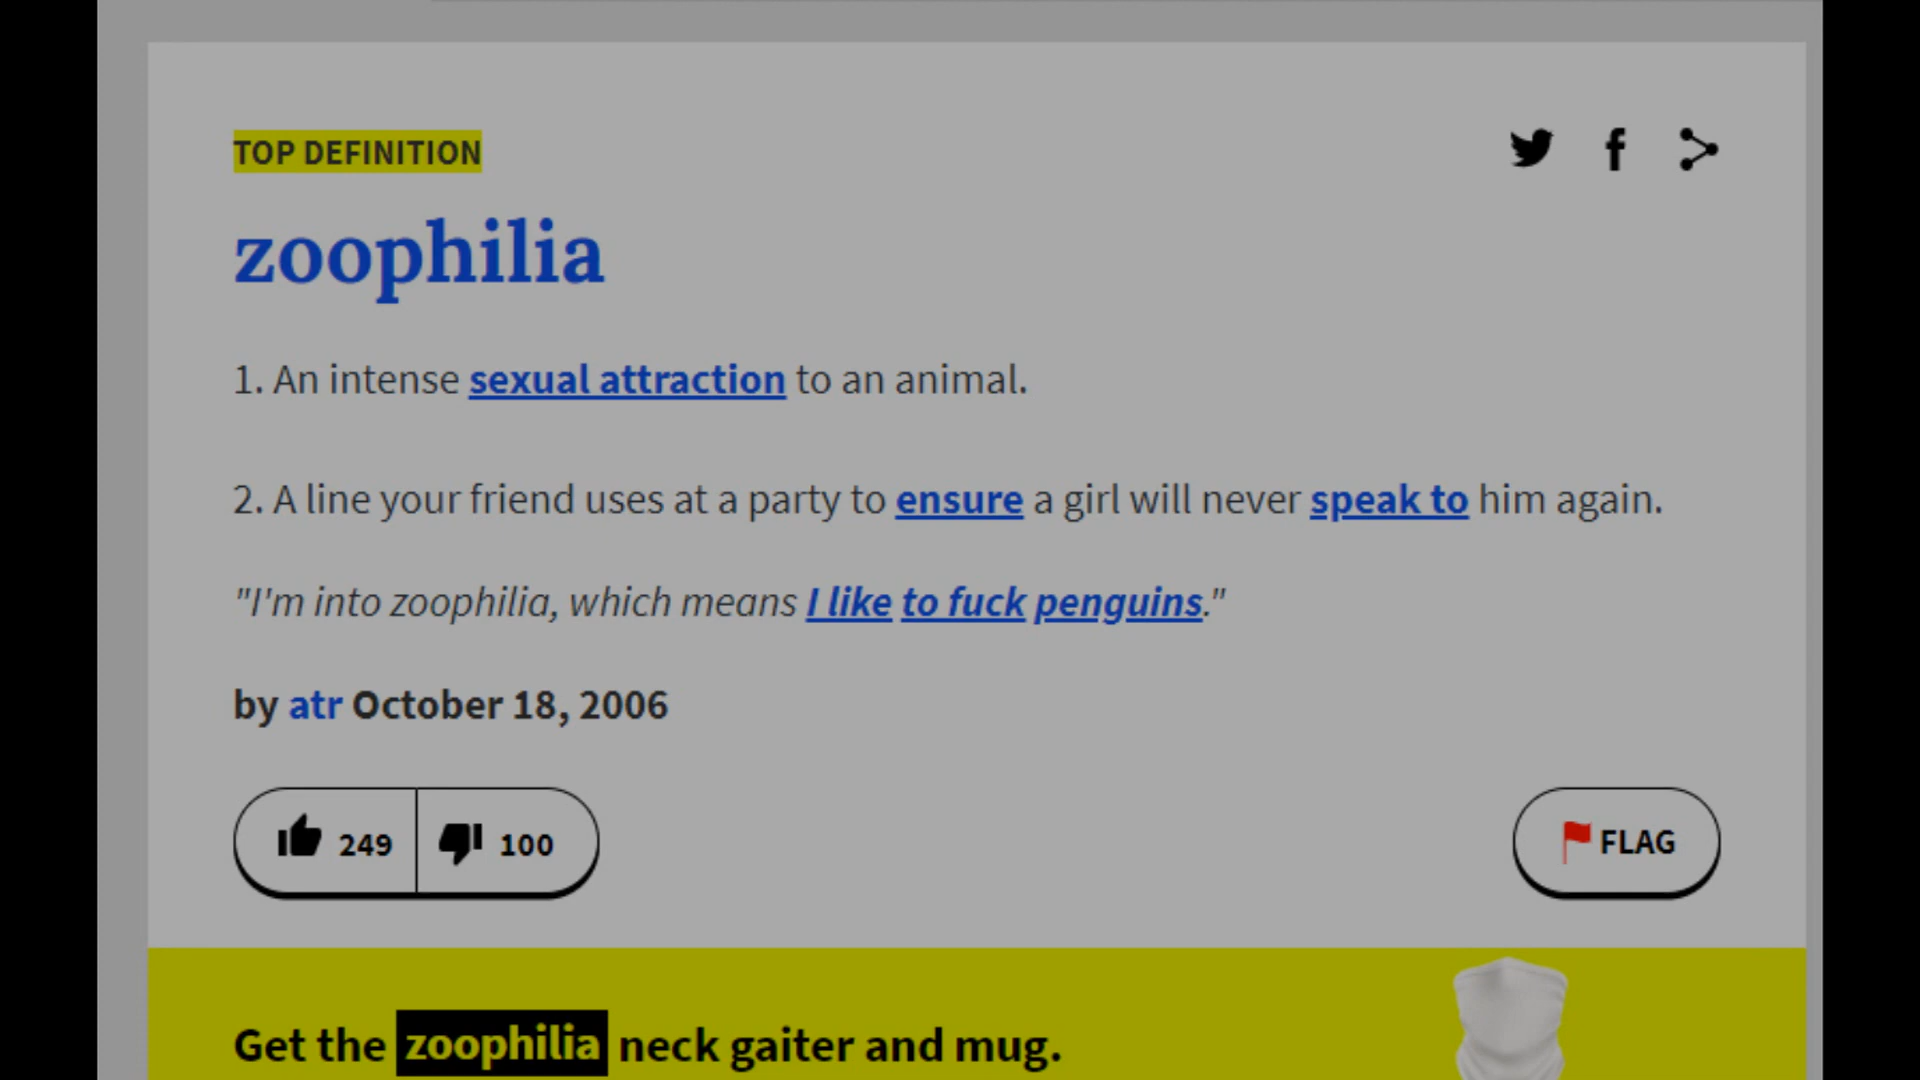 TOP DEFINITION
zoophilia
1. An intense sexual attraction to an animal.
2. A line your friend uses at a party to ensure a girl will never speak to him again.
"I'm into zoophilia, which means I like to fuck penguins."
by atr October 18, 2006
249 100
FLAG
Get the zoophilia neck gaiter and mug.